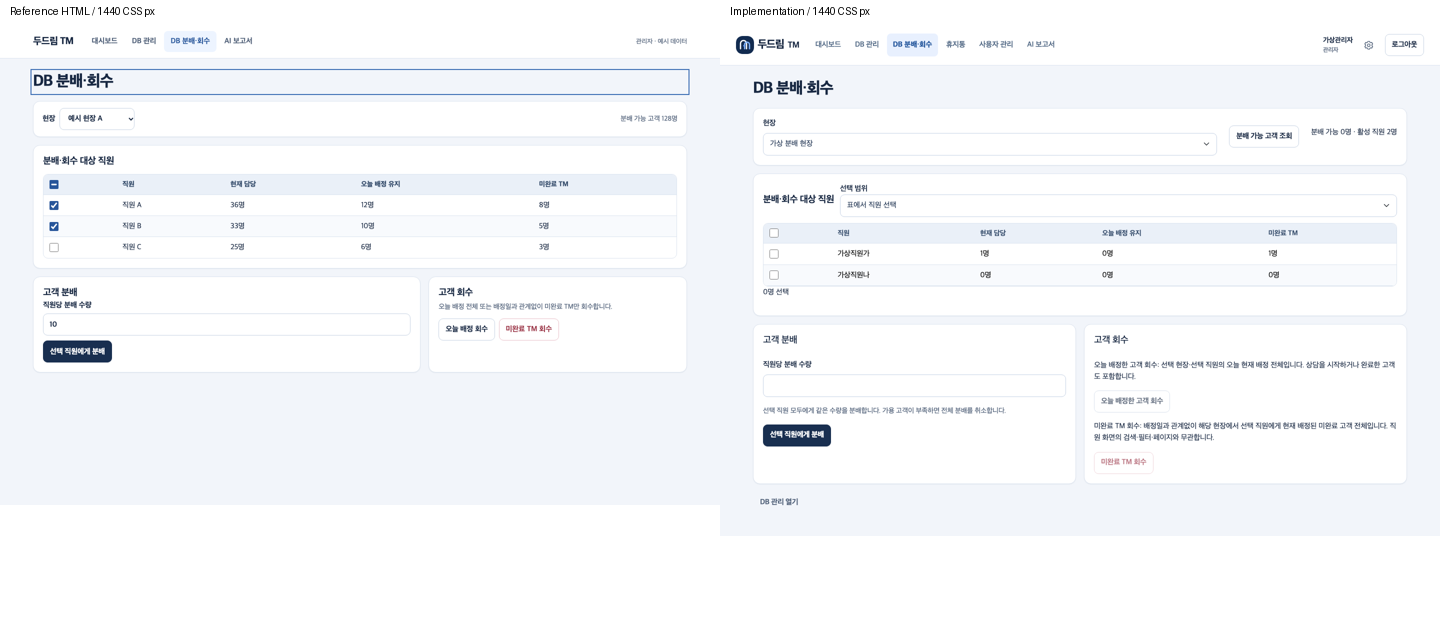 Reference HTML / 1440 CSS px
두드림 TM 대시보드 DB 관리 DB 분배·회수 AI 보고서 관리자 · 예시 데이터
DB 분배·회수
현장 예시 현장 A 분배 가능 고객 128명
분배·회수 대상 직원
직원 현재 담당 오늘 배정 유지 미완료 TM
직원 A 36명 12명 8명
직원 B 33명 10명 5명
직원 C 25명 6명 3명
고객 분배
직원당 분배 수량
10
선택 직원에게 분배
고객 회수
오늘 배정 전체 또는 배정일과 관계없이 미완료 TM만 회수합니다.
오늘 배정 회수 미완료 TM 회수
Implementation / 1440 CSS px
두드림 TM 대시보드 DB 관리 DB 분배·회수 휴지통 사용자 관리 AI 보고서 가상관리자 로그아웃
관리자
DB 분배·회수
현장
가상 분배 현장 분배 가능 고객 조회 분배 가능 0명 · 활성 직원 2명
분배·회수 대상 직원 선택 범위
표에서 직원 선택
직원 현재 담당 오늘 배정 유지 미완료 TM
가상직원가 1명 0명 1명
가상직원나 0명 0명 0명
0명 선택
고객 분배
직원당 분배 수량
선택 직원 모두에게 같은 수량을 분배합니다. 가용 고객이 부족하면 전체 분배를 취소합니다.
선택 직원에게 분배
고객 회수
오늘 배정한 고객 회수: 선택 현장·선택 직원의 오늘 현재 배정 전체입니다. 상담을 시작하거나 완료한 고객
도 포함합니다.
오늘 배정한 고객 회수
미완료 TM 회수: 배정일과 관계없이 해당 현장에서 선택 직원에게 현재 배정된 미완료 고객 전체입니다. 직
원 화면의 검색·필터·페이지와 무관합니다.
미완료 TM 회수
DB 관리 열기